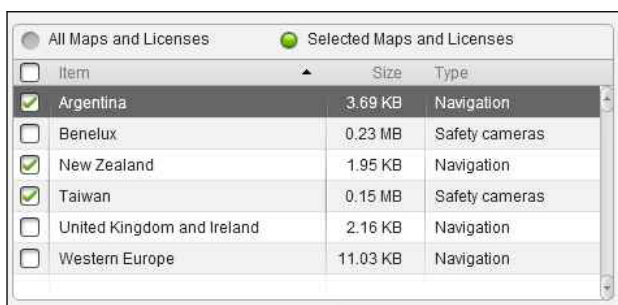 All Maps and Licenses Selected Maps and Licenses
Item Size Type
Argentina 3.69 KB Navigation
Benelux 0.23 MB Safety cameras
New Zealand 1.95 KB Navigation
Taiwan 0.15 MB Safety cameras
United Kingdom and Ireland 2.16 KB Navigation
Western Europe 11.03 KB Navigation